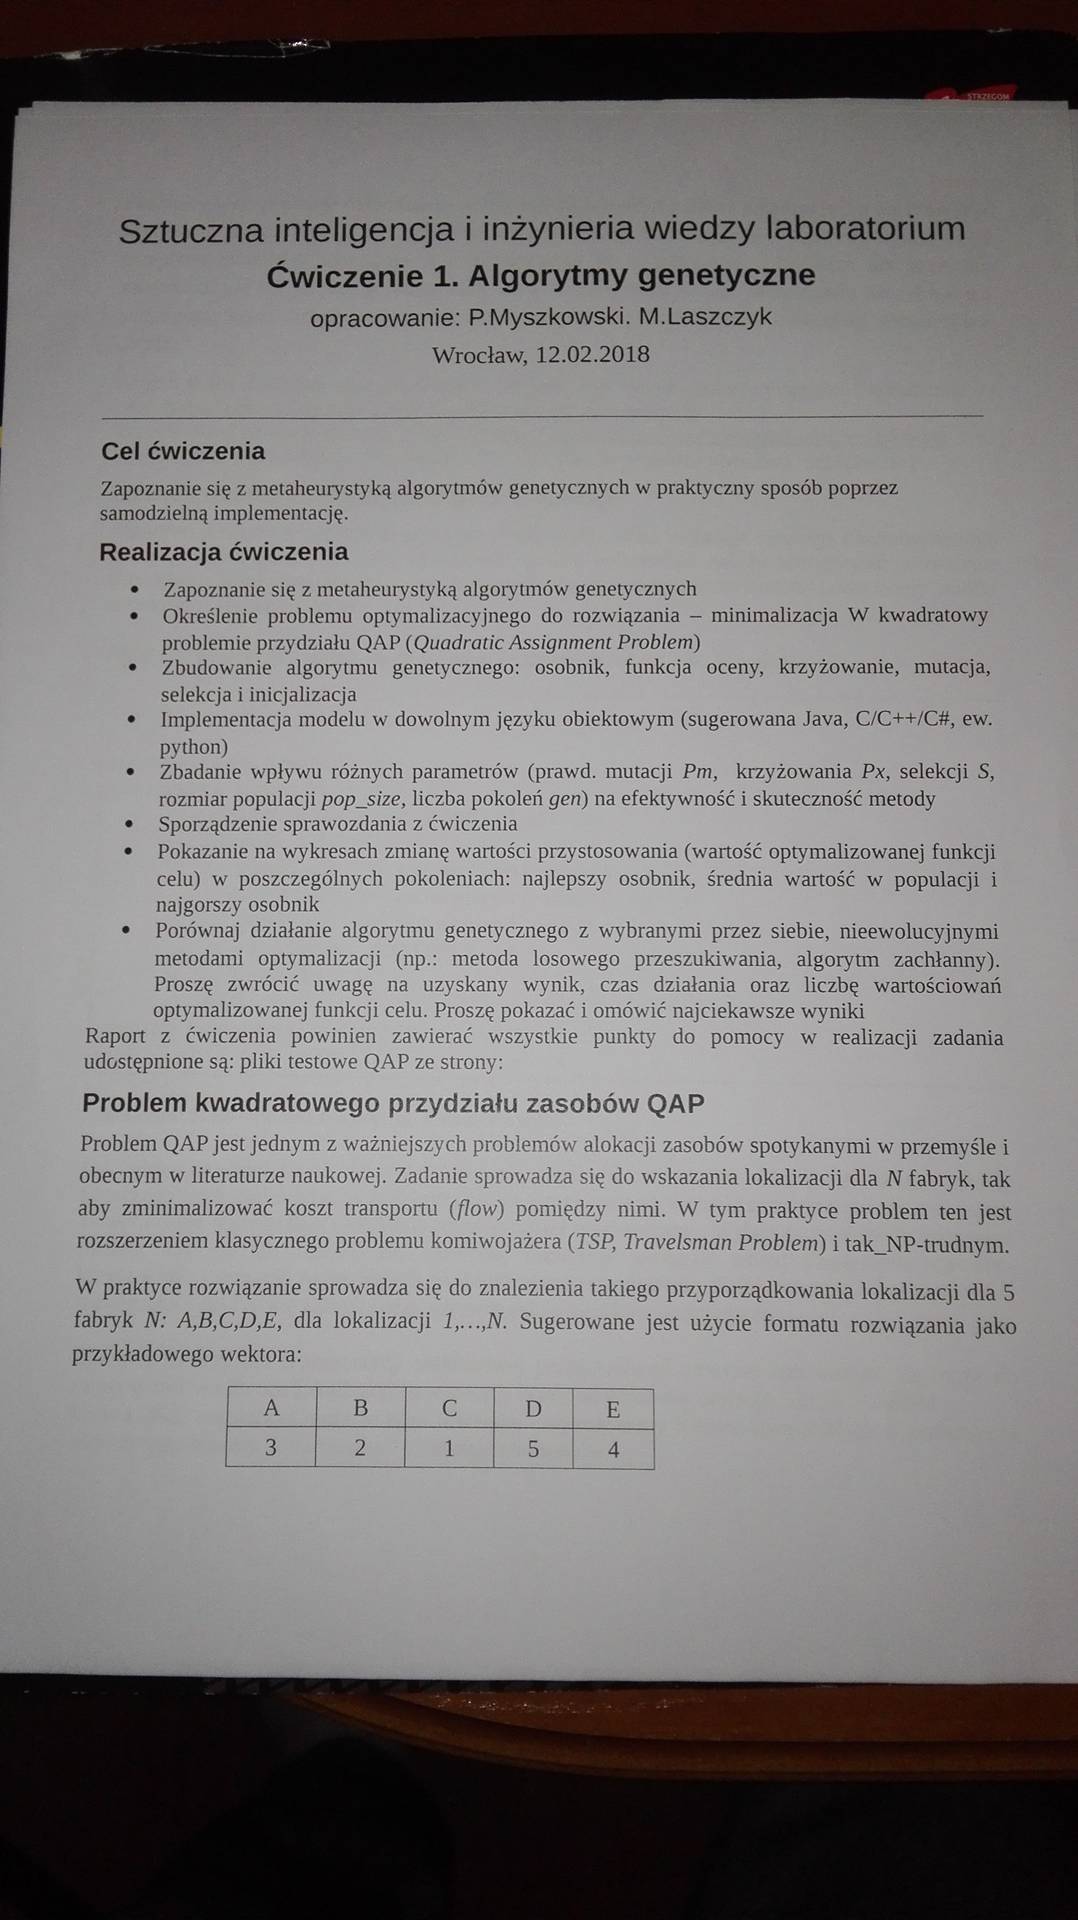 STRZEGOM
Sztuczna inteligencja i inżynieria wiedzy laboratorium
Ćwiczenie 1. Algorytmy genetyczne
opracowanie: P.Myszkowski. M.Laszczyk
Wrocław, 12.02.2018
Cel ćwiczenia
Zapoznanie się z metaheurystyką algorytmów genetycznych w praktyczny sposób poprzez
samodzielną implementację.
Realizacja ćwiczenia
• Zapoznanie się z metaheurystyką algorytmów genetycznych
• Określenie problemu optymalizacyjnego do rozwiązania – minimalizacja W kwadratowy
problemie przydziału QAP (Quadratic Assignment Problem)
• Zbudowanie algorytmu genetycznego: osobnik, funkcja oceny, krzyżowanie, mutacja,
selekcja i inicjalizacja
• Implementacja modelu w dowolnym języku obiektowym (sugerowana Java, C/C++/C#, ew.
python)
• Zbadanie wpływu różnych parametrów (prawd. mutacji Pm, krzyżowania Px, selekcji S,
rozmiar populacji pop_size, liczba pokoleń gen) na efektywność i skuteczność metody
• Sporządzenie sprawozdania z ćwiczenia
• Pokazanie na wykresach zmianę wartości przystosowania (wartość optymalizowanej funkcji
celu) w poszczególnych pokoleniach: najlepszy osobnik, średnia wartość w populacji i
najgorszy osobnik
• Porównaj działanie algorytmu genetycznego z wybranymi przez siebie, nieewolucyjnymi
metodami optymalizacji (np.: metoda losowego przeszukiwania, algorytm zachłanny).
Proszę zwrócić uwagę na uzyskany wynik, czas działania oraz liczbę wartościowań
optymalizowanej funkcji celu. Proszę pokazać i omówić najciekawsze wyniki
Raport z ćwiczenia powinien zawierać wszystkie punkty do pomocy w realizacji zadania
udostępnione są: pliki testowe QAP ze strony:
Problem kwadratowego przydziału zasobów QAP
Problem QAP jest jednym z ważniejszych problemów alokacji zasobów spotykanymi w przemyśle i
obecnym w literaturze naukowej. Zadanie sprowadza się do wskazania lokalizacji dla N fabryk, tak
aby zminimalizować koszt transportu (flow) pomiędzy nimi. W tym praktyce problem ten jest
rozszerzeniem klasycznego problemu komiwojażera (TSP, Travelsman Problem) i tak_NP-trudnym.
W praktyce rozwiązanie sprowadza się do znalezienia takiego przyporządkowania lokalizacji dla 5
fabryk N: A,B,C,D,E, dla lokalizacji 1,…,N. Sugerowane jest użycie formatu rozwiązania jako
przykładowego wektora:
A B C D E
3 2 1 5 4